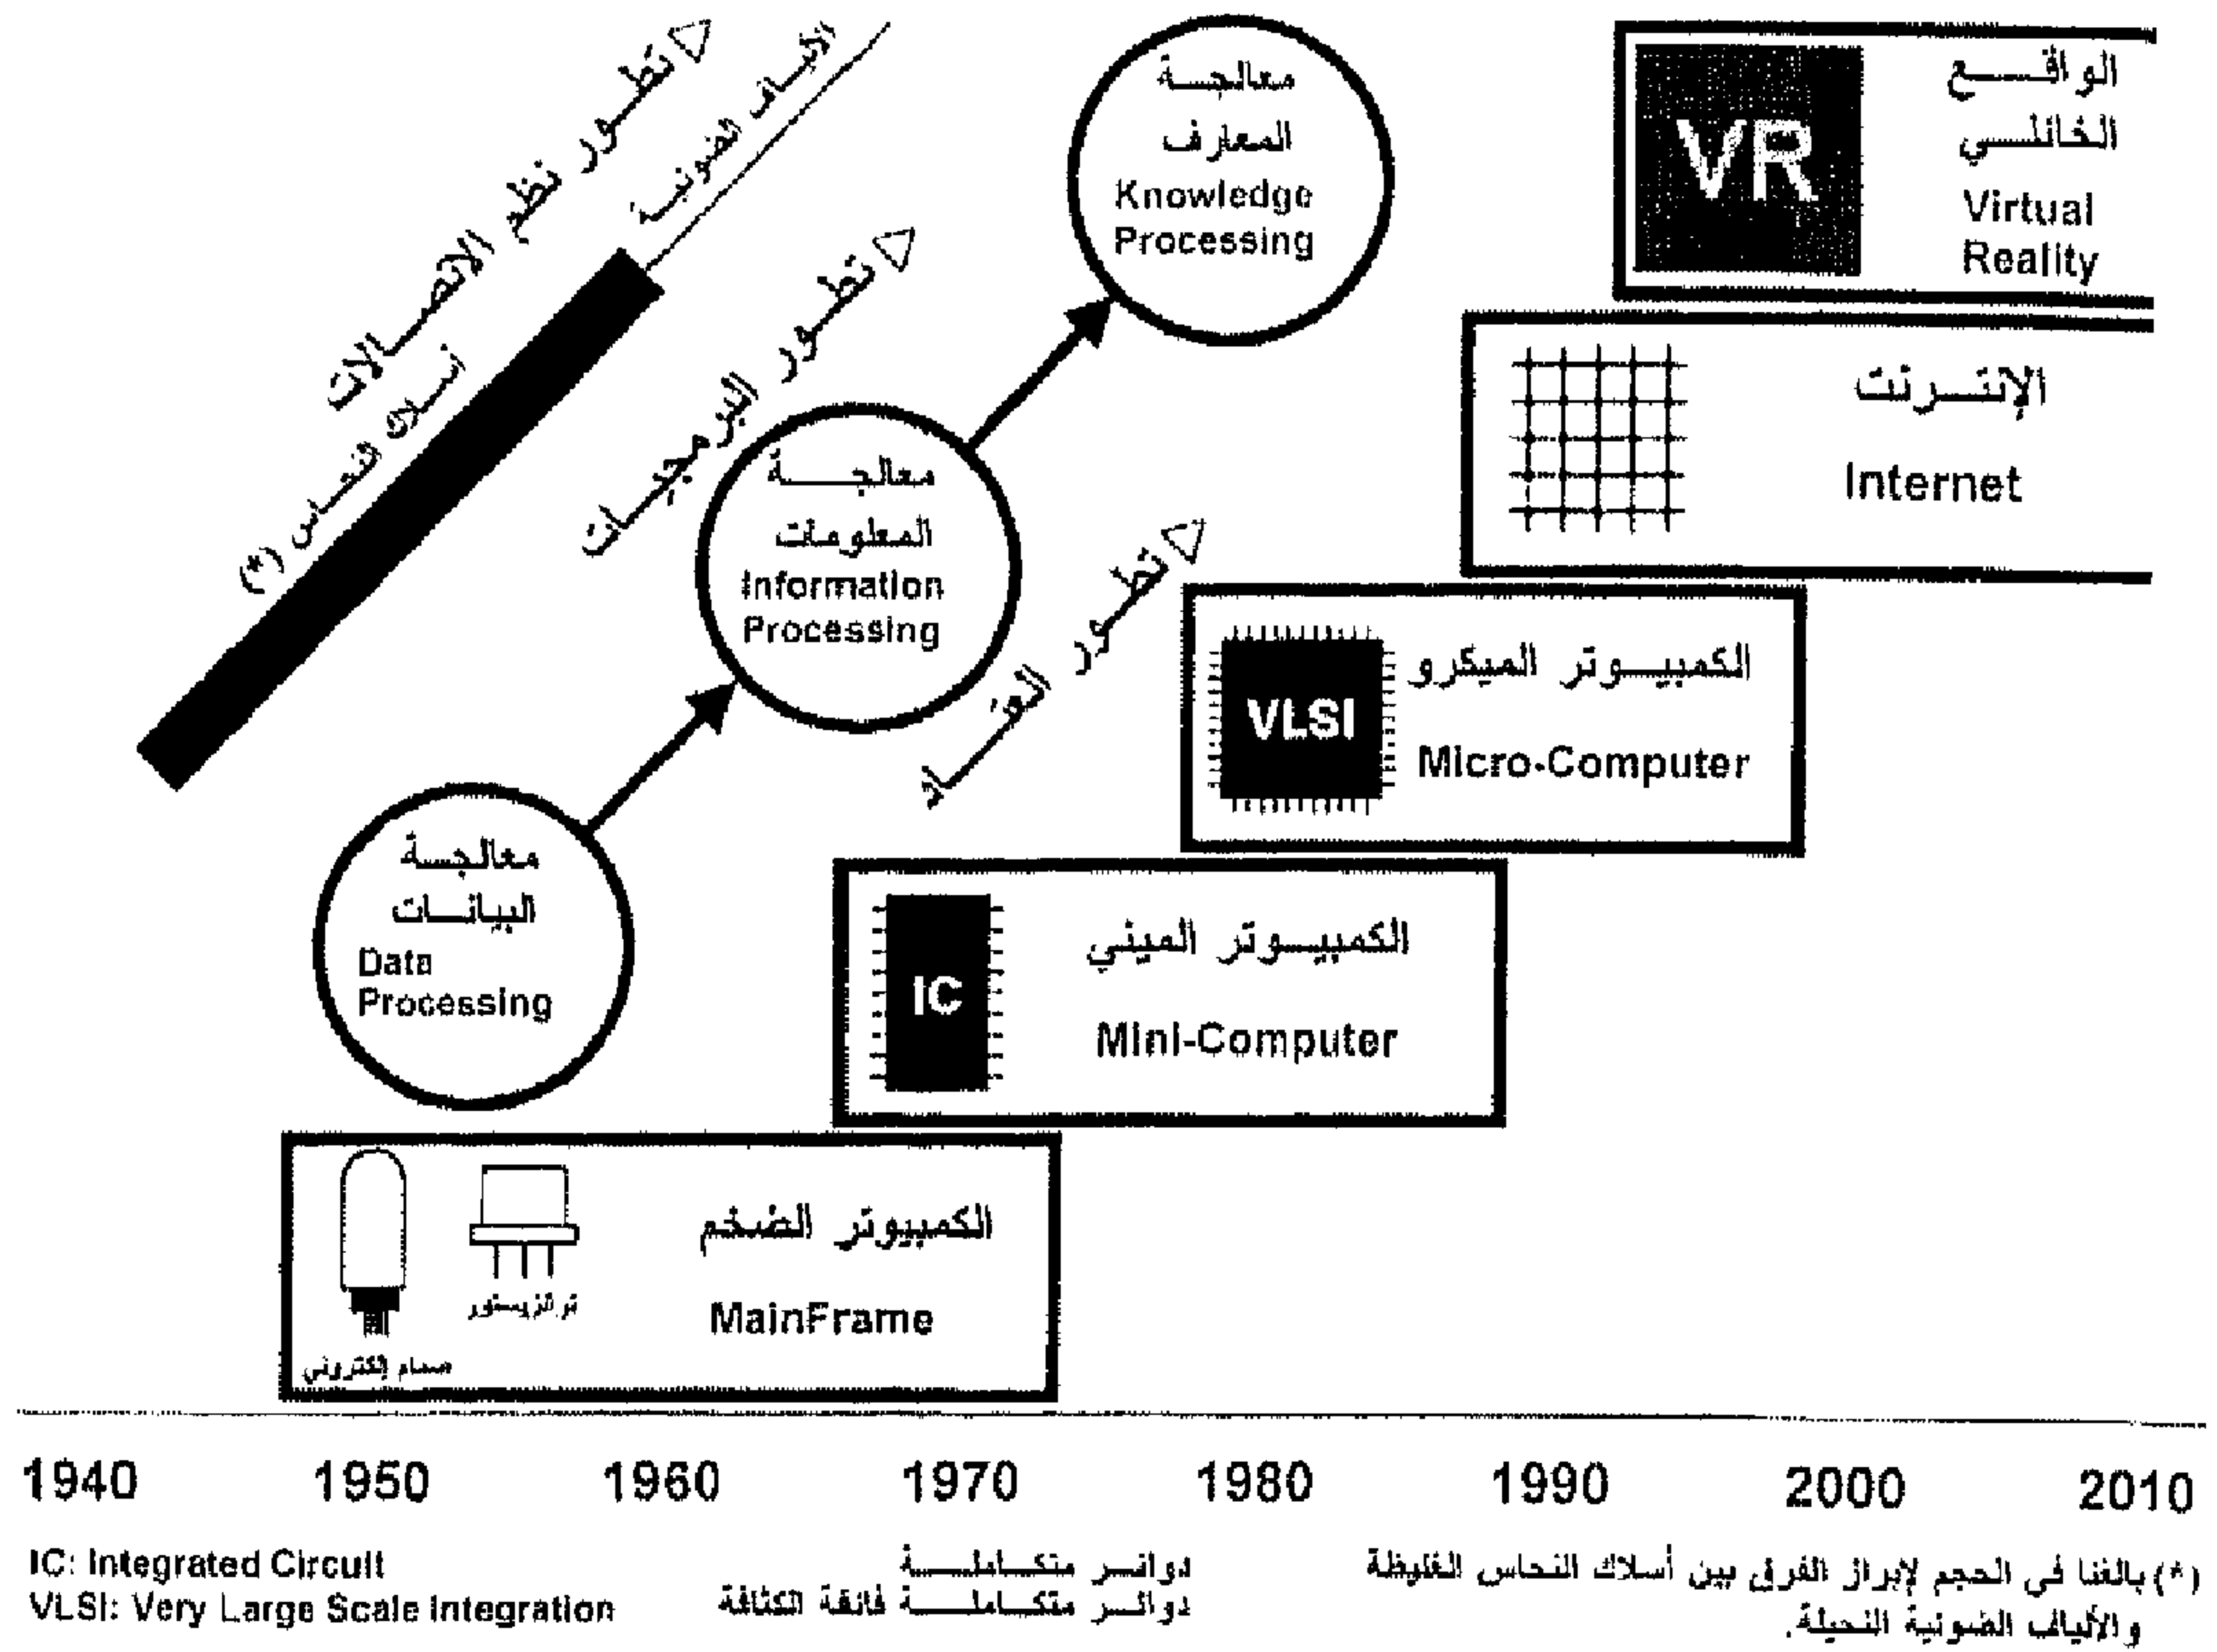 تطور نظم الاتصالات
الألياف الضوئية
أسلاك النحاس (*)
تطور البرمجيات
تطور العتاد
معالجة
المعارف
Knowledge
Processing
معالجة
المعلومات
Information
Processing
معالجة
البيانات
Data
Processing
VR
الواقع
الخائلي
Virtual
Reality
الإنترنت
Internet
VLSI
الكمبيوتر الميكرو
Micro-Computer
IC
الكمبيوتر الميني
Mini-Computer
الكمبيوتر الضخم
MainFrame
ترانزيستور
صمام إلكتروني
1940 1950 1960 1970 1980 1990 2000 2010
IC: Integrated Circuit دوائر متكاملة
VLSI: Very Large Scale Integration دوائر متكاملة فائقة الكثافة
(*) بالغنا في الحجم لإبراز الفرق بين أسلاك النحاس الغليظة
والألياف الضوئية النحيلة.